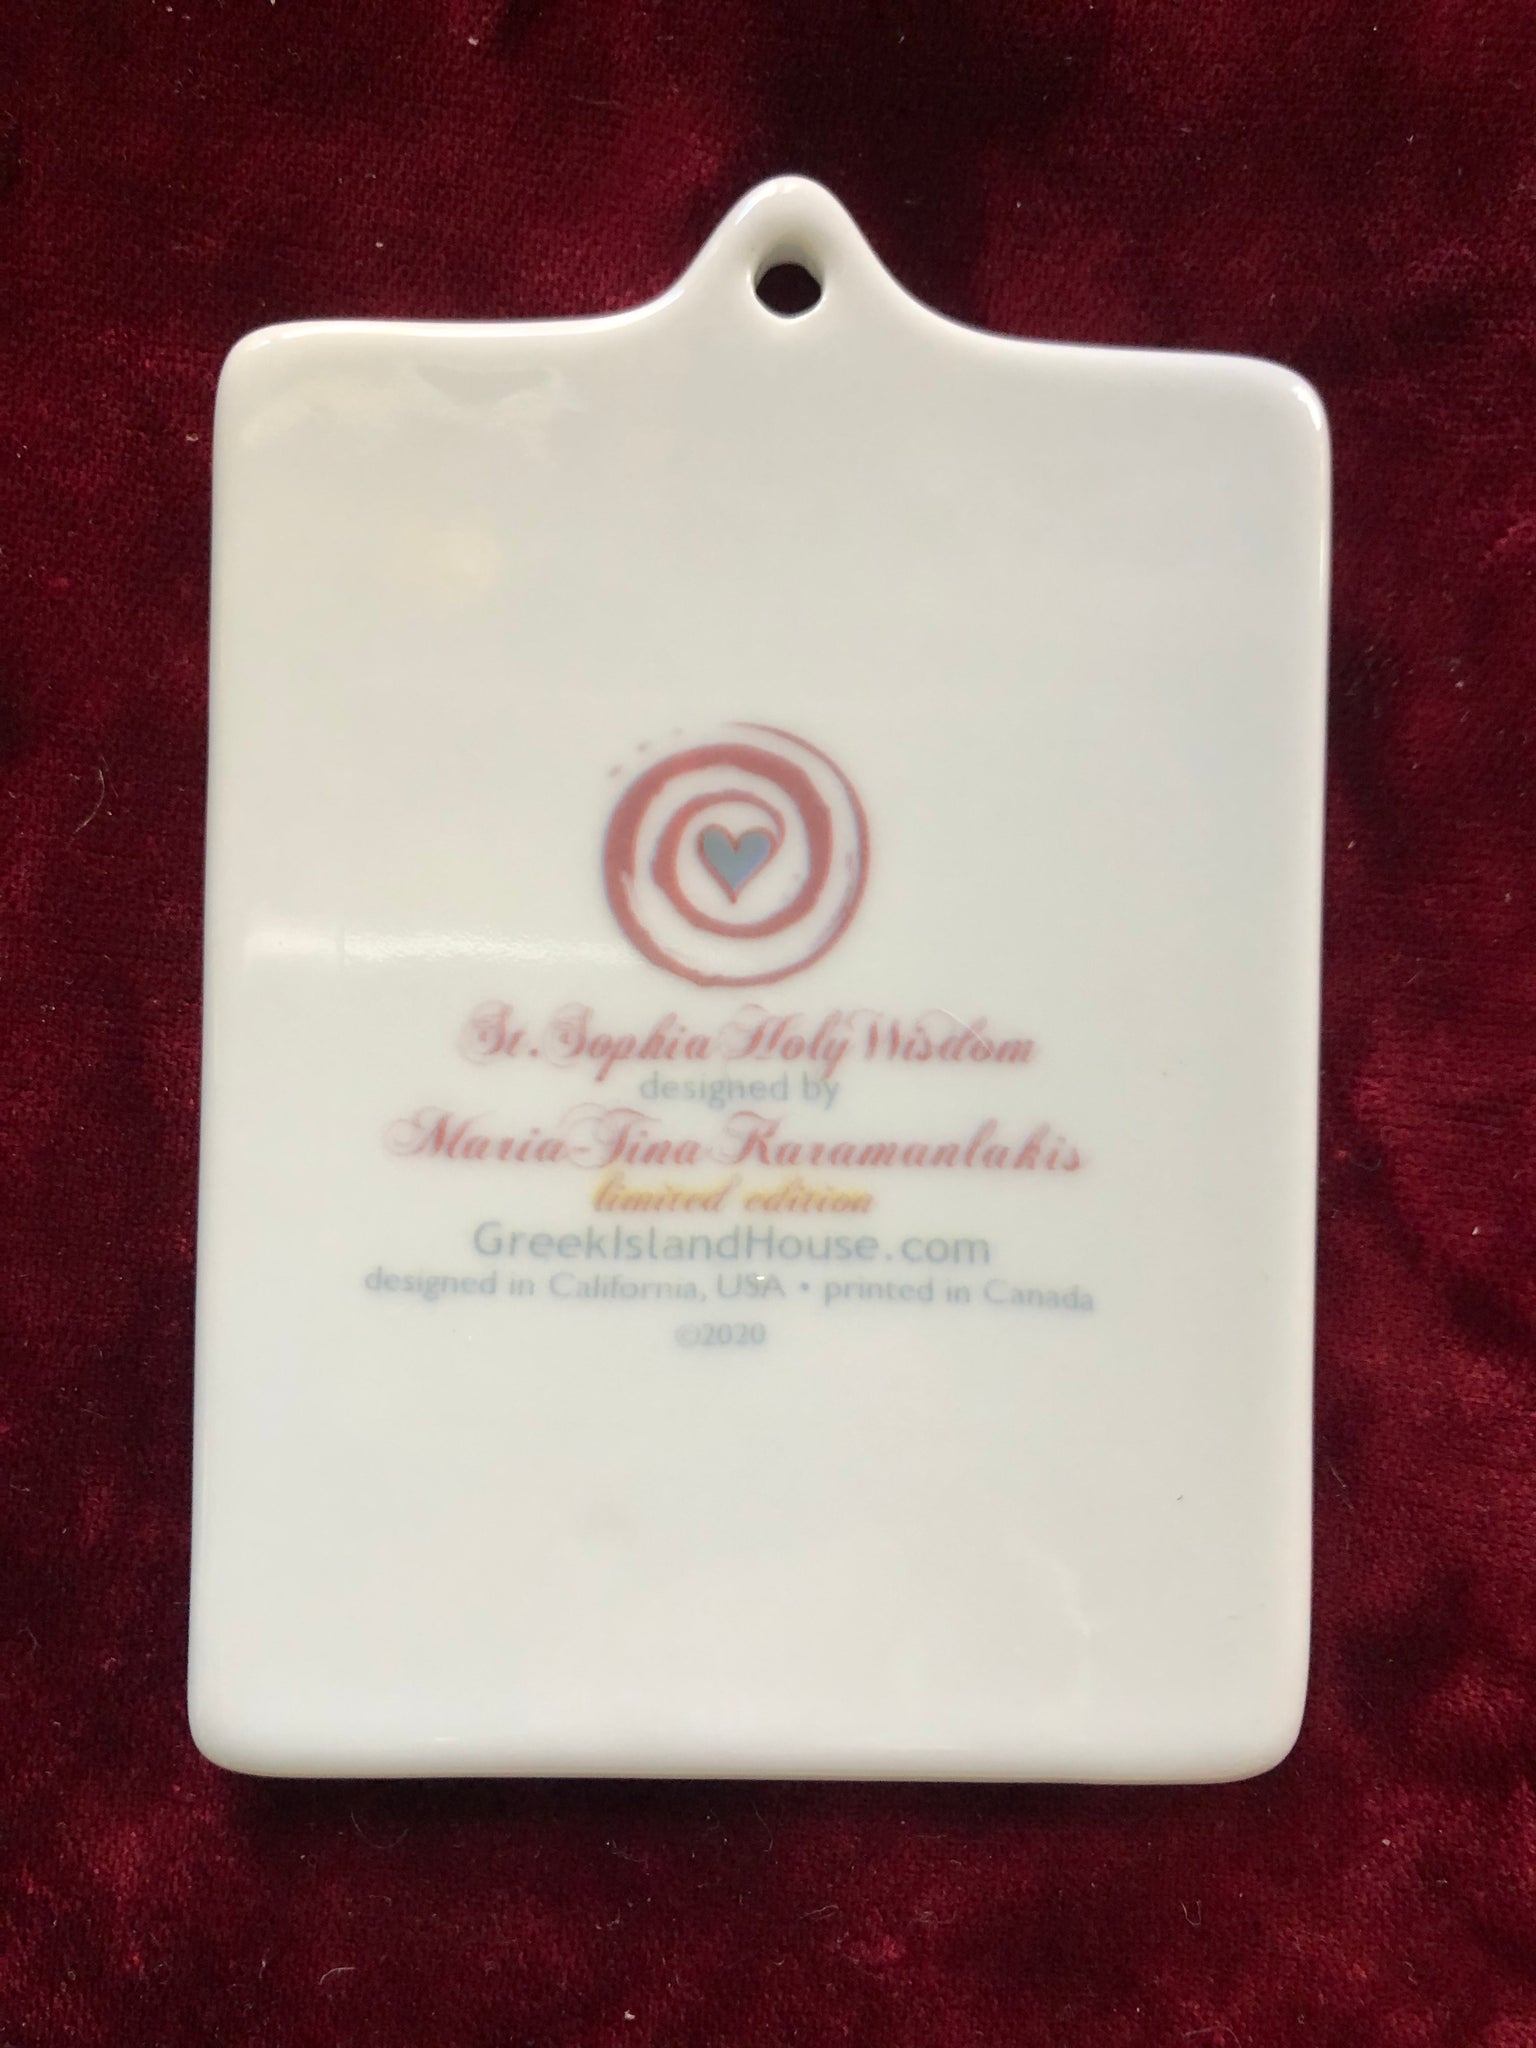 St. Sophia Holy Wisdom
designed by
Maria-Tina Karamanlakis
limited edition
GreekIslandHouse.com
designed in California, USA • printed in Canada
©2020